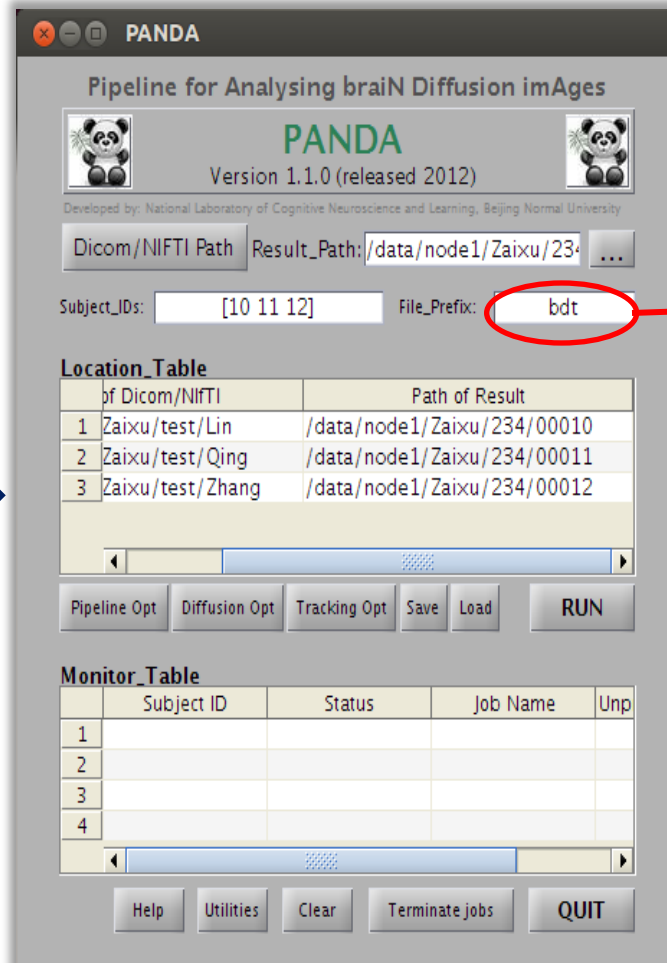 PANDA
Pipeline for Analysing braiN Diffusion imAges
PANDA
Version 1.1.0 (released 2012)
Developed by: National Laboratory of Cognitive Neuroscience and Learning, Beijing Normal University
Dicom/NIFTI Path Result_Path: /data/node1/Zaixu/234 ...
Subject_IDs: [10 11 12] File_Prefix: bdt
Location_Table
of Dicom/NIfTI Path of Result
1 Zaixu/test/Lin /data/node1/Zaixu/234/00010
2 Zaixu/test/Qing /data/node1/Zaixu/234/00011
3 Zaixu/test/Zhang /data/node1/Zaixu/234/00012
Pipeline Opt Diffusion Opt Tracking Opt Save Load RUN
Monitor_Table
Subject ID Status Job Name Unp
1
2
3
4
Help Utilities Clear Terminate jobs QUIT